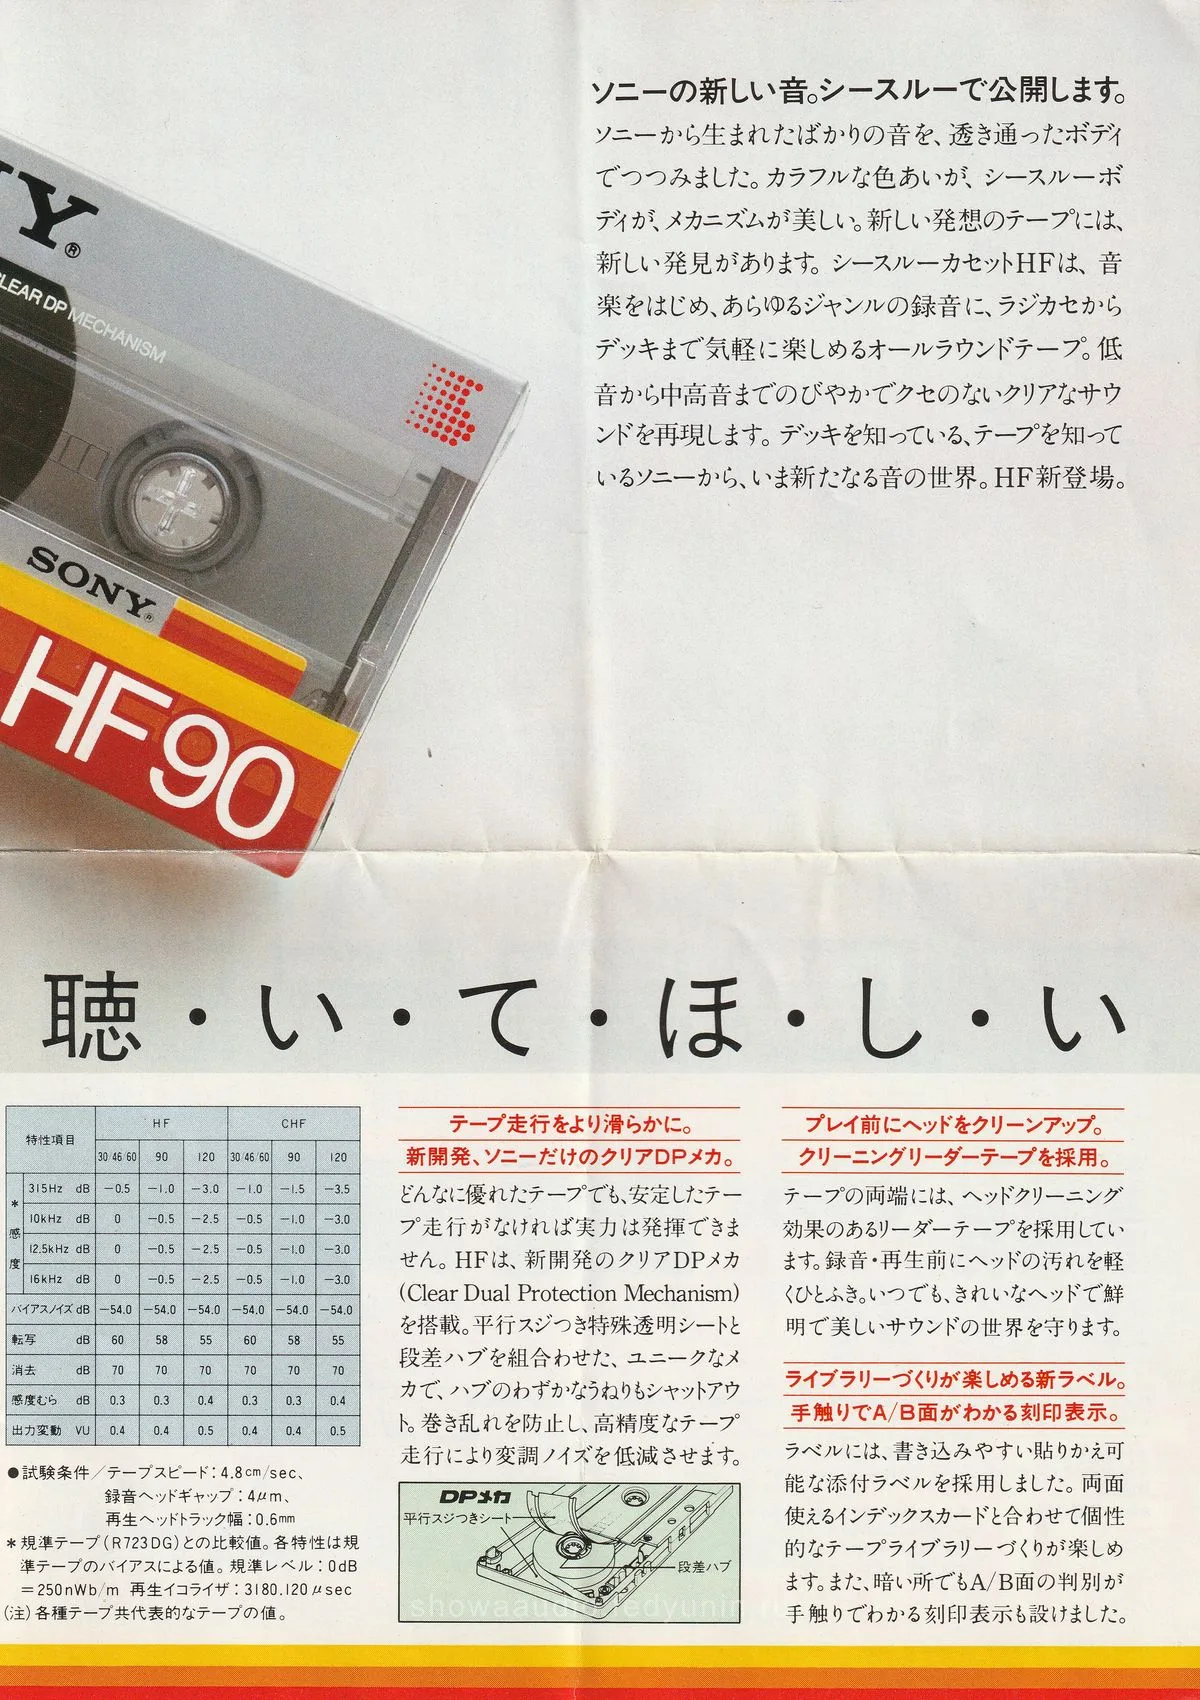 ソニーの新しい音。シースルーで公開します。
ソニーから生まれたばかりの音を、透き通ったボディ
でつつみました。カラフルな色あいが、シースルーボ
ディが、メカニズムが美しい。新しい発想のテープには、
新しい発見があります。シースルーカセットHFは、音
楽をはじめ、あらゆるジャンルの録音に、ラジカセから
デッキまで気軽に楽しめるオールラウンドテープ。低
音から中高音までのびやかでクセのないクリアなサウ
ンドを再現します。デッキを知っている、テープを知って
いるソニーから、いま新たなる音の世界。HF新登場。
Y®
CLEAR DP MECHANISM
SONY®
HF90
聴・い・て・ほ・し・い
特性項目 HF CHF
30/46/60 90 120 30/46/60 90 120
*感度
315Hz dB −0.5 −1.0 −3.0 −1.0 −1.5 −3.5
10kHz dB 0 −0.5 −2.5 −0.5 −1.0 −3.0
12.5kHz dB 0 −0.5 −2.5 −0.5 −1.0 −3.0
16kHz dB 0 −0.5 −2.5 −0.5 −1.0 −3.0
バイアスノイズ dB −54.0 −54.0 −54.0 −54.0 −54.0 −54.0
転写 dB 60 58 55 60 58 55
消去 dB 70 70 70 70 70 70
感度むら dB 0.3 0.3 0.4 0.3 0.3 0.4
出力変動 VU 0.4 0.4 0.5 0.4 0.4 0.5
●試験条件／テープスピード：4.8cm/sec、
録音ヘッドギャップ：4μm、
再生ヘッドトラック幅：0.6mm
*規準テープ(R723DG)との比較値。各特性は規
準テープのバイアスによる値。規準レベル：0dB
＝250nWb/m 再生イコライザ：3180.120μsec
(注)各種テープ共代表的なテープの値。
テープ走行をより滑らかに。
新開発、ソニーだけのクリアDPメカ。
どんなに優れたテープでも、安定したテー
プ走行がなければ実力は発揮できま
せん。HFは、新開発のクリアDPメカ
(Clear Dual Protection Mechanism)
を搭載。平行スジつき特殊透明シートと
段差ハブを組合わせた、ユニークなメ
カで、ハブのわずかなうねりもシャットアウ
ト。巻き乱れを防止し、高精度なテープ
走行により変調ノイズを低減させます。
DPメカ
平行スジつきシート
段差ハブ
プレイ前にヘッドをクリーンアップ。
クリーニングリーダーテープを採用。
テープの両端には、ヘッドクリーニング
効果のあるリーダーテープを採用してい
ます。録音・再生前にヘッドの汚れを軽
くひとふき。いつでも、きれいなヘッドで鮮
明で美しいサウンドの世界を守ります。
ライブラリーづくりが楽しめる新ラベル。
手触りでA/B面がわかる刻印表示。
ラベルには、書き込みやすい貼りかえ可
能な添付ラベルを採用しました。両面
使えるインデックスカードと合わせて個性
的なテープライブラリーづくりが楽しめ
ます。また、暗い所でもA/B面の判別が
手触りでわかる刻印表示も設けました。